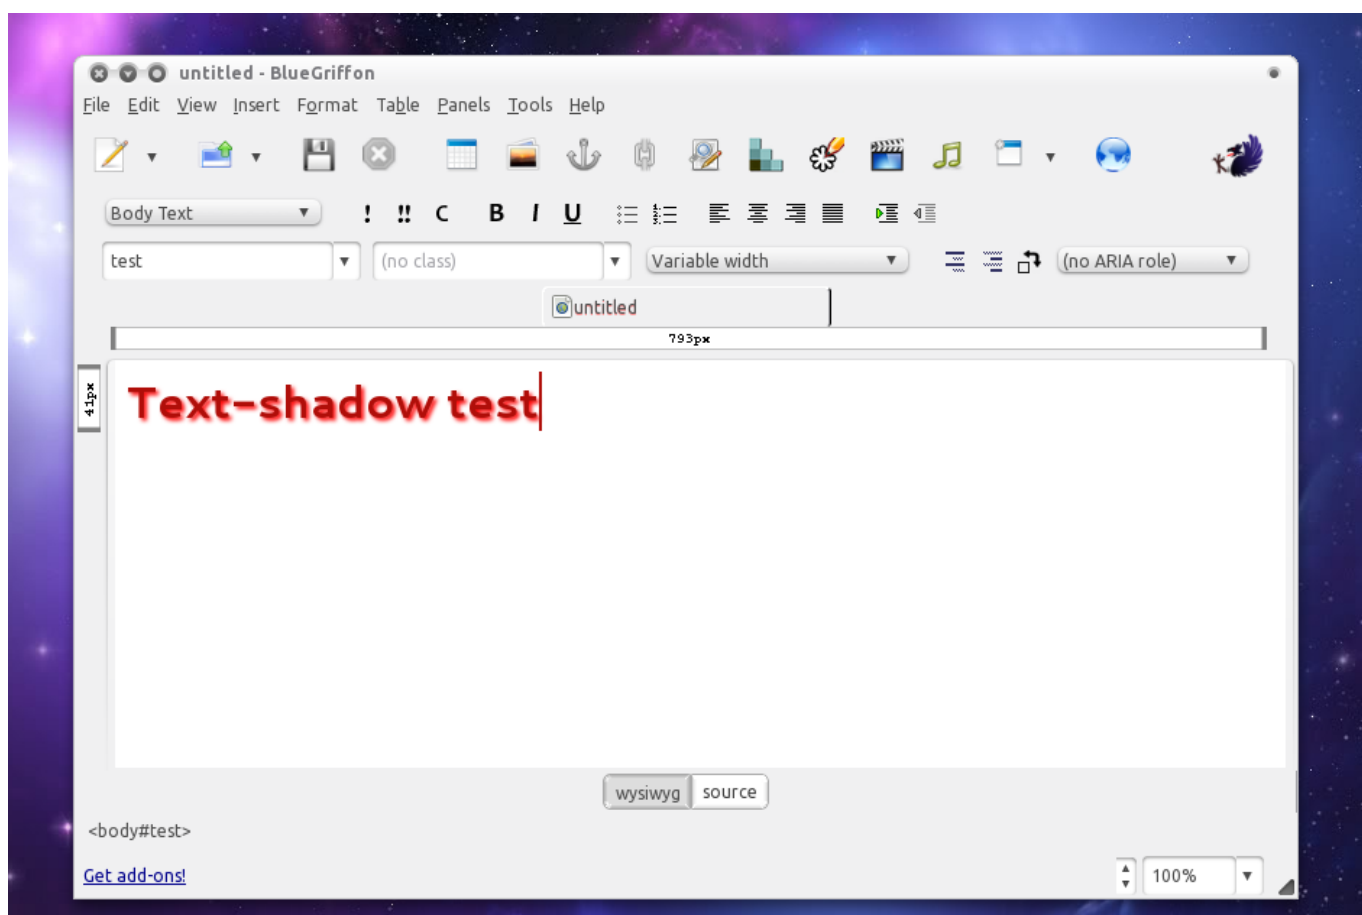 untitled - BlueGriffon
File Edit View Insert Format Table Panels Tools Help
Body Text ! !! C B I U
test (no class) Variable width (no ARIA role)
untitled
793px
41px
Text-shadow test
wysiwyg source
<body#test>
Get add-ons! 100%